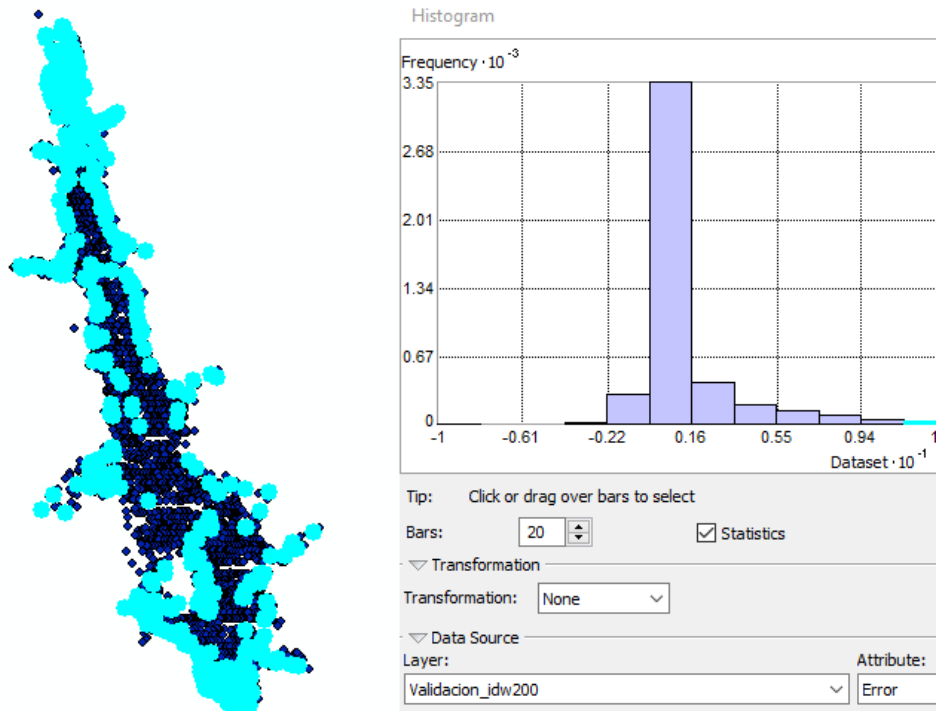 Histogram
Frequency · 10 -3
3.35
2.68
2.01
1.34
0.67
0
-1 -0.61 -0.22 0.16 0.55 0.94 1
Dataset · 10 -1
Tip: Click or drag over bars to select
Bars: 20 Statistics
Transformation
Transformation: None
Data Source
Layer: Attribute:
Validacion_idw200 Error